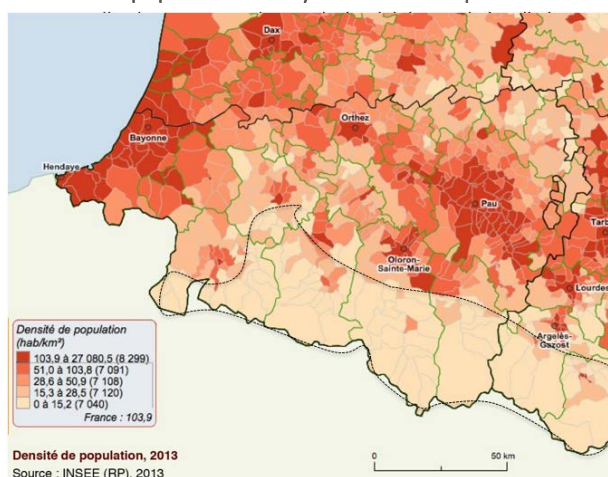 Dax
Bayonne
Orthez
Hendaye
Pau
Tarb
Oloron-
Sainte-Marie
Lourdes
Argelès-
Gazost
Densité de population
(hab/km²)
103,9 à 27 080,5 (8 299)
51,0 à 103,8 (7 091)
28,6 à 50,9 (7 108)
15,3 à 28,5 (7 120)
0 à 15,2 (7 040)
France : 103,9
Densité de population, 2013
0 50 km
Source : INSEE (RP), 2013